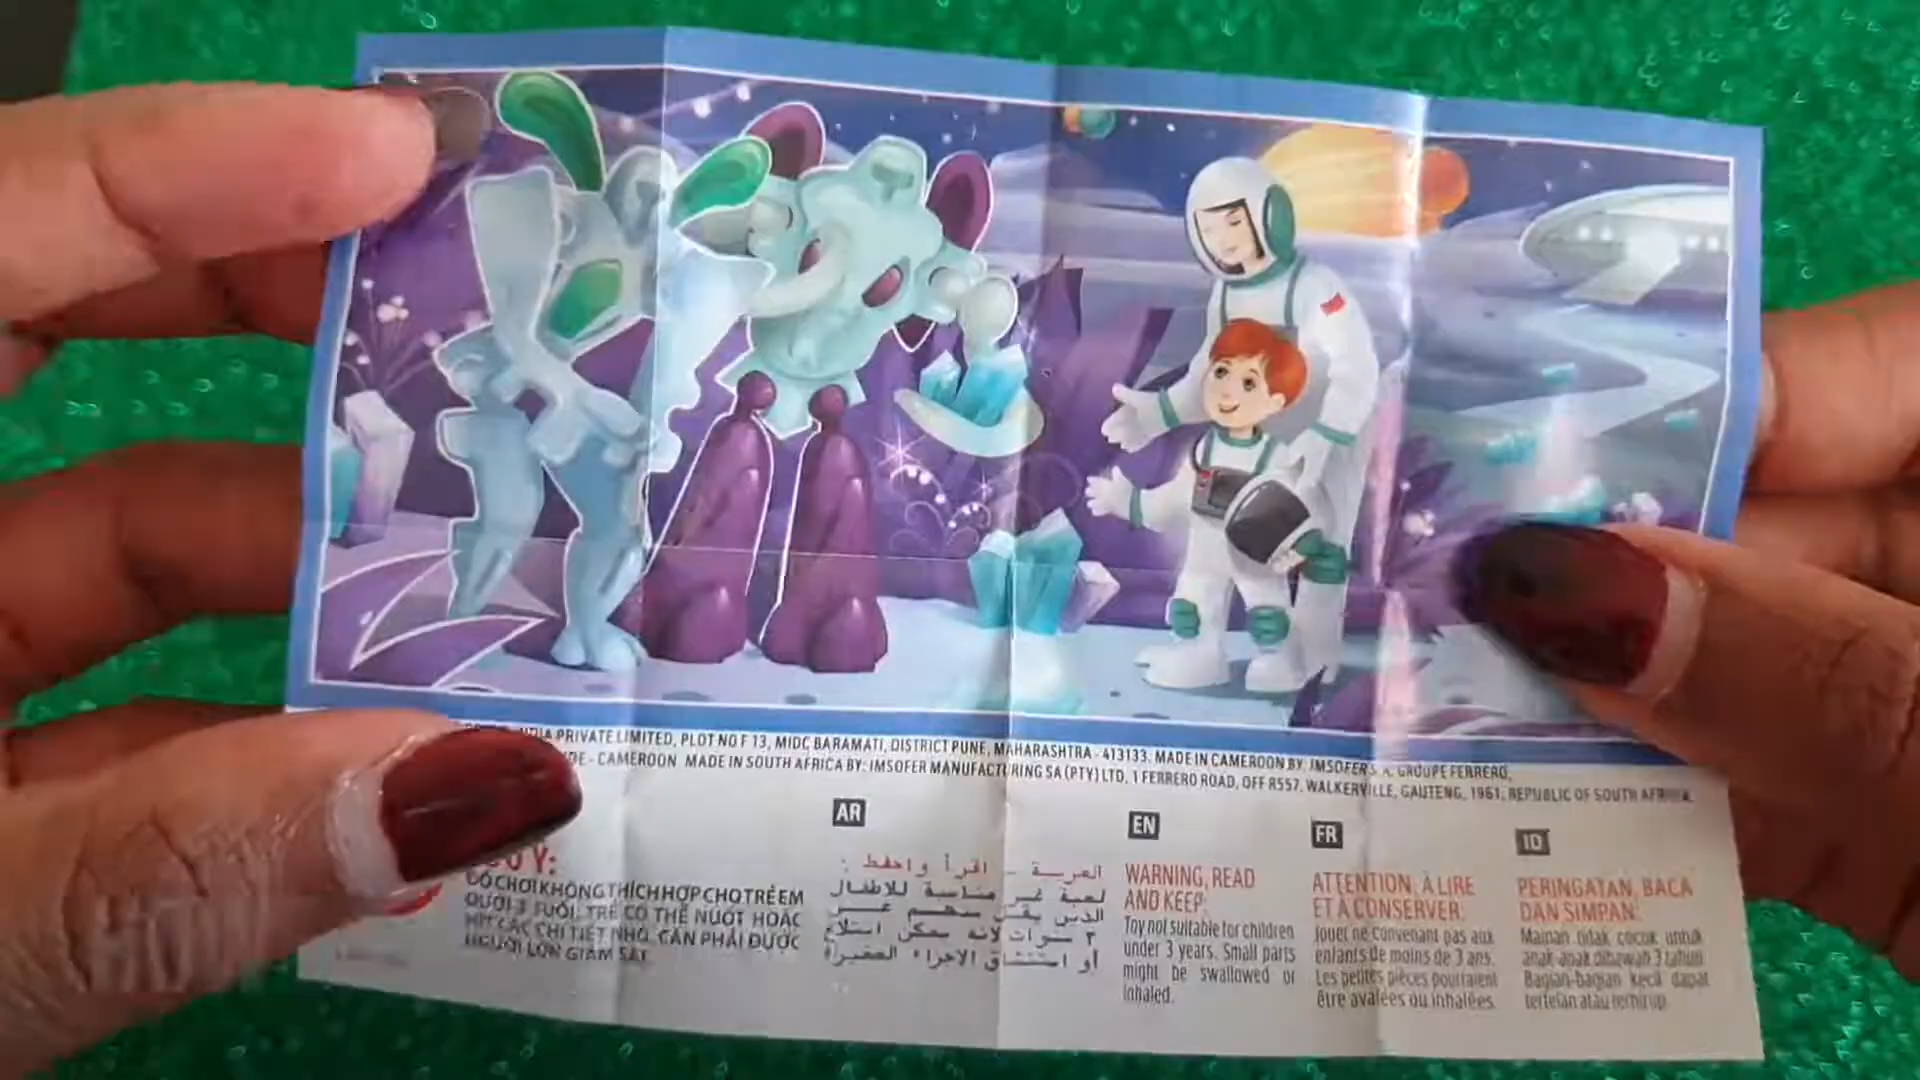 INDIA PRIVATE LIMITED, PLOT NO F 13, MIDC BARAMATI, DISTRICT PUNE, MAHARASHTRA - 413133. MADE IN CAMEROON BY: IMSOFER S.A. GROUPE FERRERO,
- CAMEROON MADE IN SOUTH AFRICA BY: IMSOFER MANUFACTURING SA (PTY) LTD, 1 FERRERO ROAD, OFF R557, WALKERVILLE, GAUTENG, 1961, REPUBLIC OF SOUTH AFRICA.
Ý:
ĐỒ CHƠI KHÔNG THÍCH HỢP CHO TRẺ EM
DƯỚI 3 TUỔI. TRẺ CÓ THỂ NUỐT HOẶC
HÍT CÁC CHI TIẾT NHỎ. CẦN PHẢI ĐƯỢC
NGƯỜI LỚN GIÁM SÁT.
AR
العربية - اقرأ واحفظ :
لعبة غير مناسبة للاطفال
الذين يقل سنهم عن
٣ سنوات لانه يمكن ابتلاع
أو استنشاق الاجزاء الصغيرة
EN
WARNING, READ
AND KEEP:
Toy not suitable for children
under 3 years. Small parts
might be swallowed or
inhaled.
FR
ATTENTION, À LIRE
ET À CONSERVER:
Jouet ne convenant pas aux
enfants de moins de 3 ans.
Les petites pièces pourraient
être avalées ou inhalées.
ID
PERINGATAN, BACA
DAN SIMPAN:
Mainan tidak cocok untuk
anak-anak dibawah 3 tahun.
Bagian-bagian kecil dapat
tertelan atau terhirup.